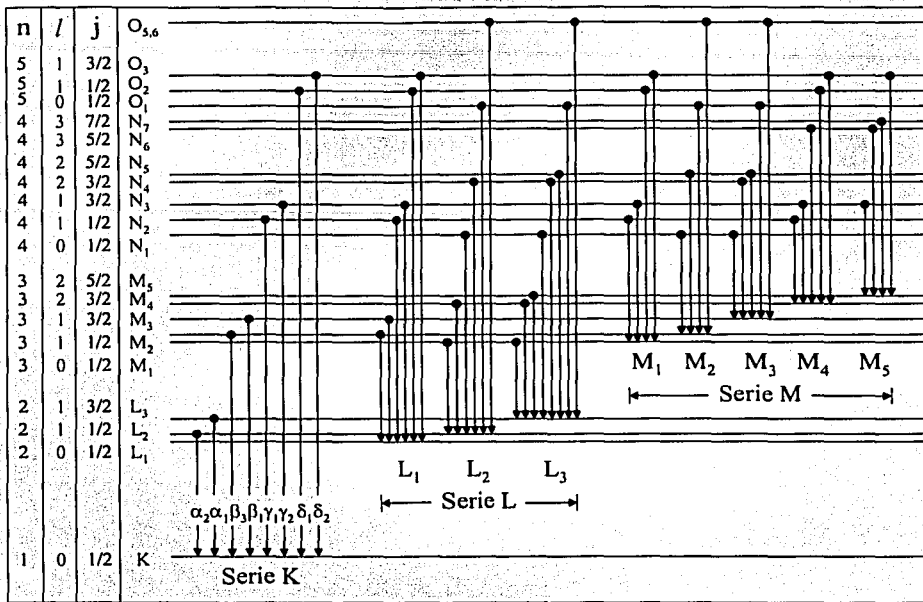 n l j O5,6
5 1 3/2 O3
5 1 1/2 O2
5 0 1/2 O1
4 3 7/2 N7
4 3 5/2 N6
4 2 5/2 N5
4 2 3/2 N4
4 1 3/2 N3
4 1 1/2 N2
4 0 1/2 N1
3 2 5/2 M5
3 2 3/2 M4
3 1 3/2 M3
3 1 1/2 M2
3 0 1/2 M1
M1 M2 M3 M4 M5
Serie M
2 1 3/2 L3
2 1 1/2 L2
2 0 1/2 L1
L1 L2 L3
Serie L
α2 α1 β3 β1 γ1 γ2 δ1 δ2
1 0 1/2 K
Serie K